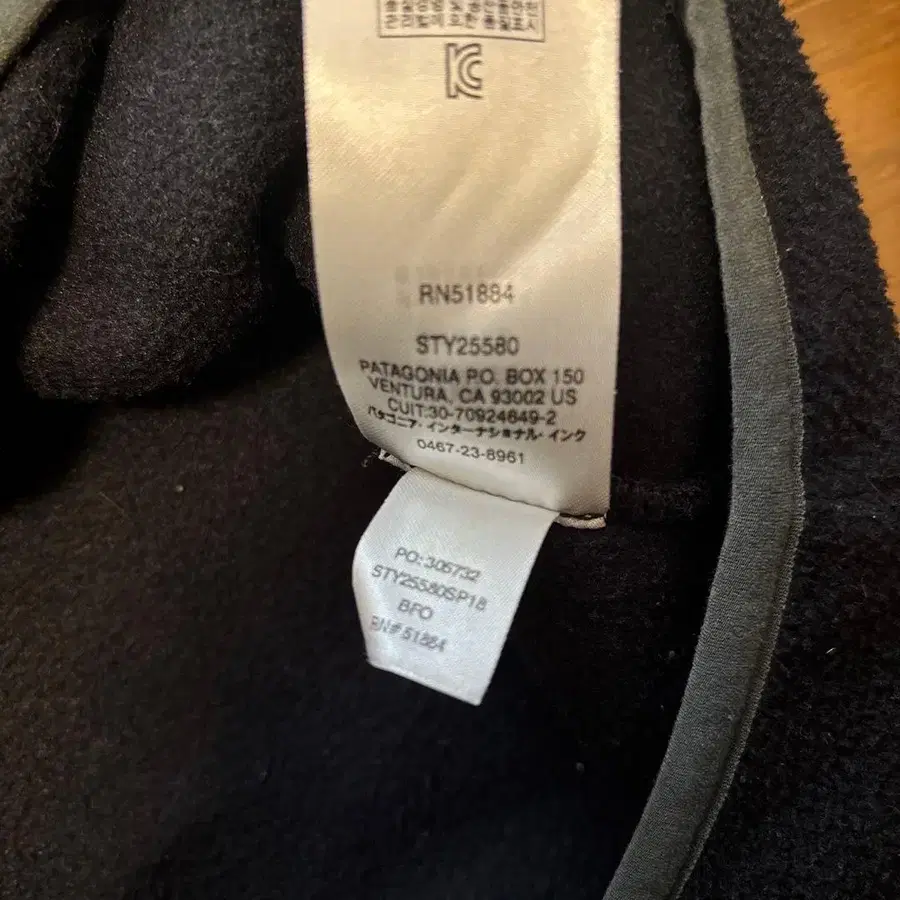 RN51884
STY25580
PATAGONIA P.O. BOX 150
VENTURA, CA 93002 US
CUIT:30-70924649-2
パタゴニア・インターナショナル・インク
0467-23-8961
PO: 306732
STY25580SP18
BFO
RN# 51884